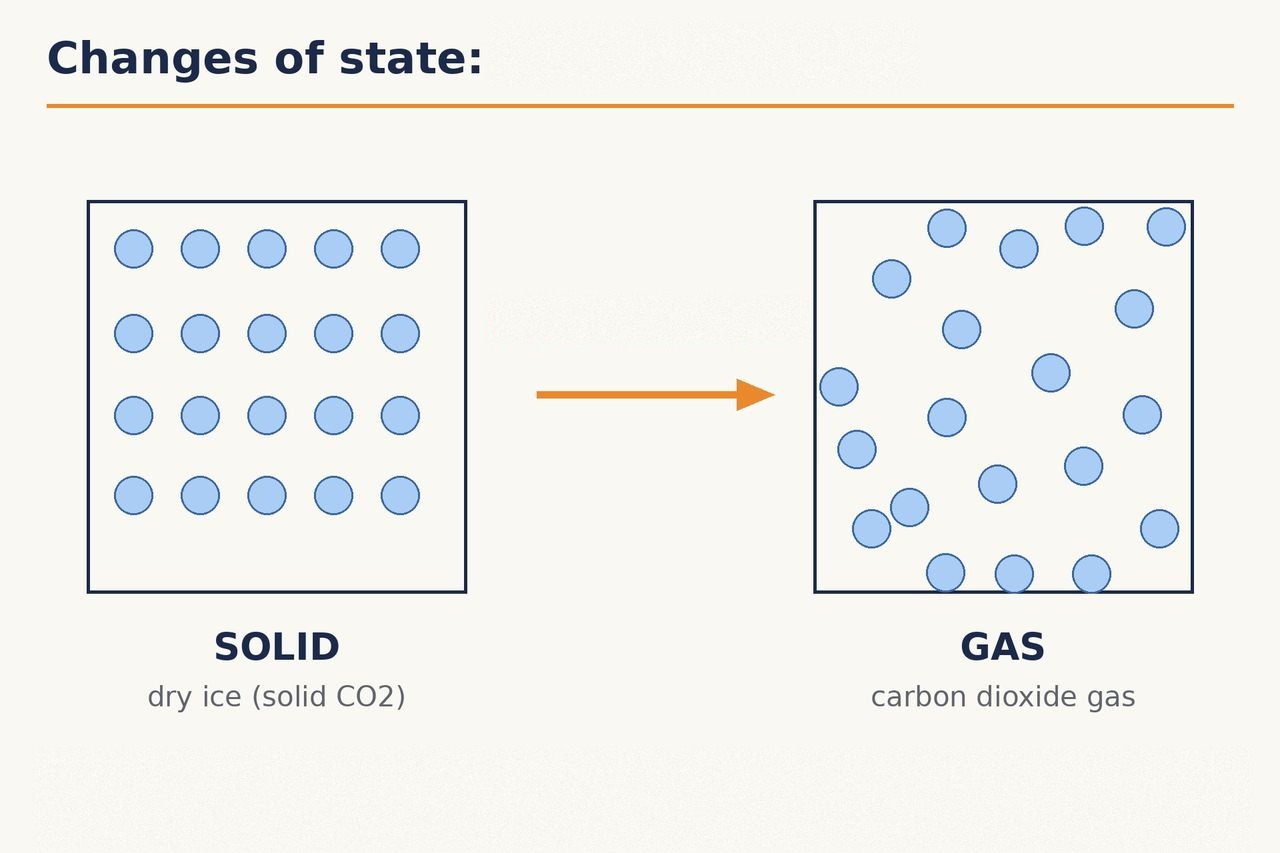 Changes of state:
SOLID
dry ice (solid CO2)
GAS
carbon dioxide gas